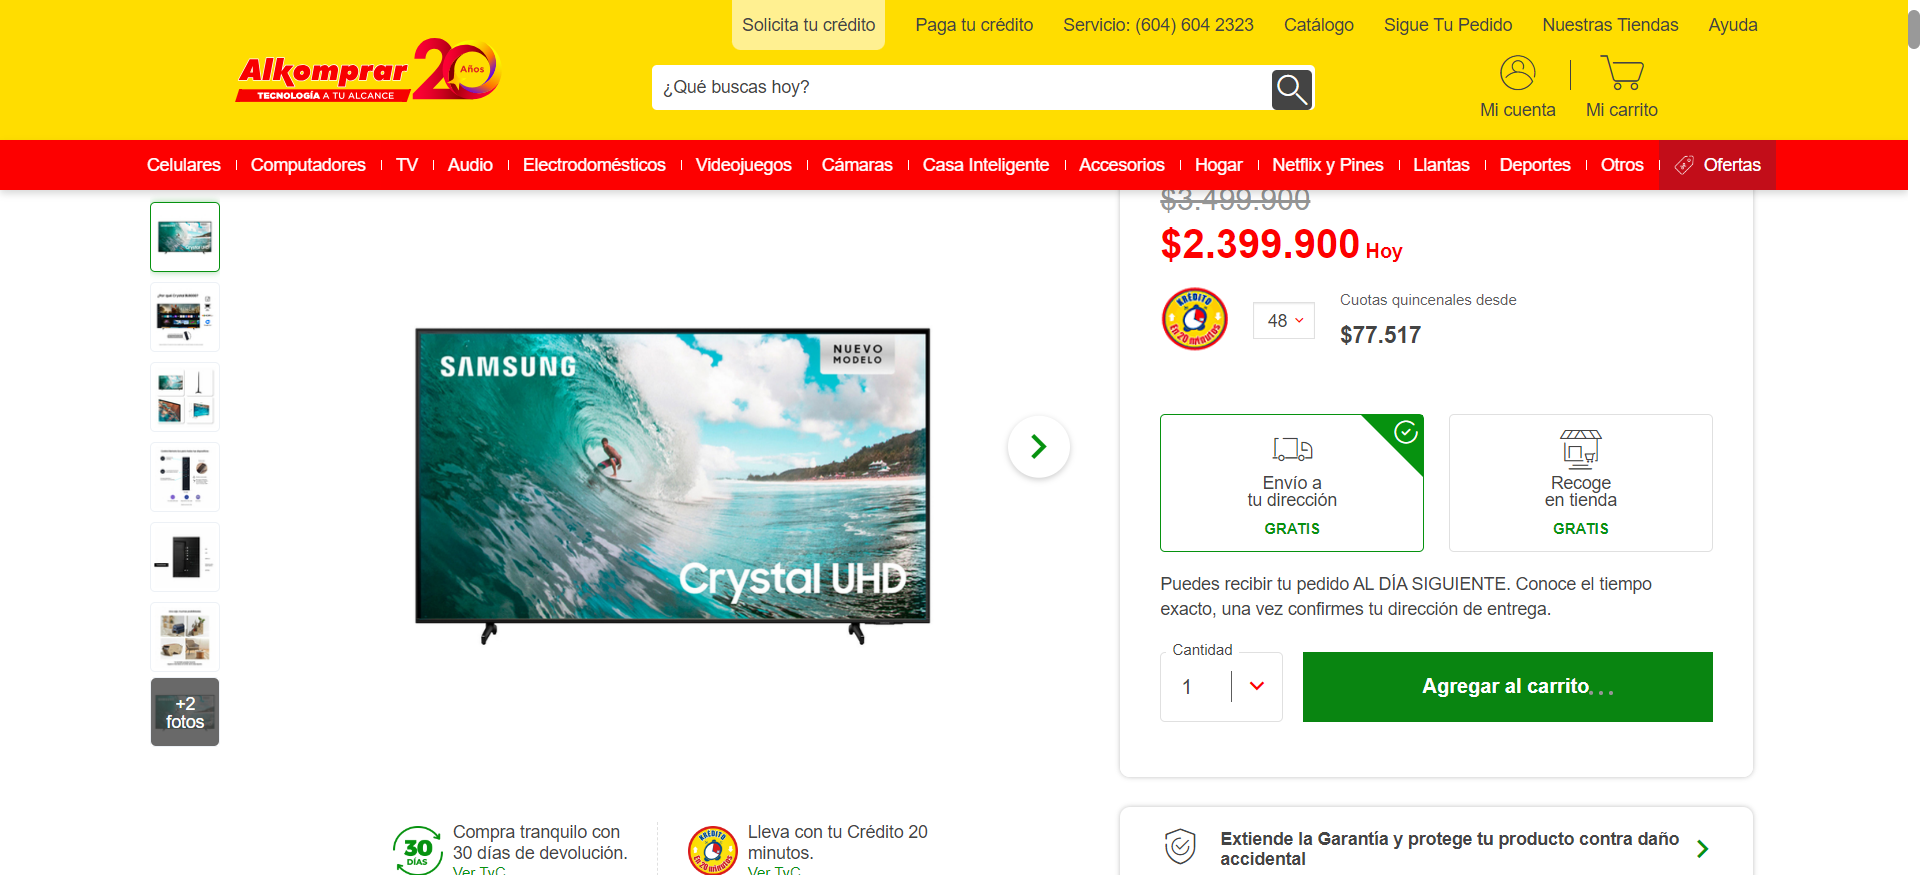 Solicita tu crédito
Paga tu crédito
Servicio: (604) 604 2323
Catálogo
Sigue Tu Pedido
Nuestras Tiendas
Ayuda
Alkomprar 20 Años
TECNOLOGÍA A TU ALCANCE
¿Qué buscas hoy?
Mi cuenta
Mi carrito
Celulares
Computadores
TV
Audio
Electrodomésticos
Videojuegos
Cámaras
Casa Inteligente
Accesorios
Hogar
Netflix y Pines
Llantas
Deportes
Otros
Ofertas
+2
fotos
SAMSUNG
NUEVO
MODELO
Crystal UHD
$3.499.900
$2.399.900 Hoy
KRÉDITO
En 20 minutos
48
Cuotas quincenales desde
$77.517
Envío a
tu dirección
GRATIS
Recoge
en tienda
GRATIS
Puedes recibir tu pedido AL DÍA SIGUIENTE. Conoce el tiempo
exacto, una vez confirmes tu dirección de entrega.
Cantidad
1
Agregar al carrito...
30
DÍAS
Compra tranquilo con
30 días de devolución.
Ver TyC
KRÉDITO
En 20 minutos
Lleva con tu Crédito 20
minutos.
Ver TyC
Extiende la Garantía y protege tu producto contra daño
accidental